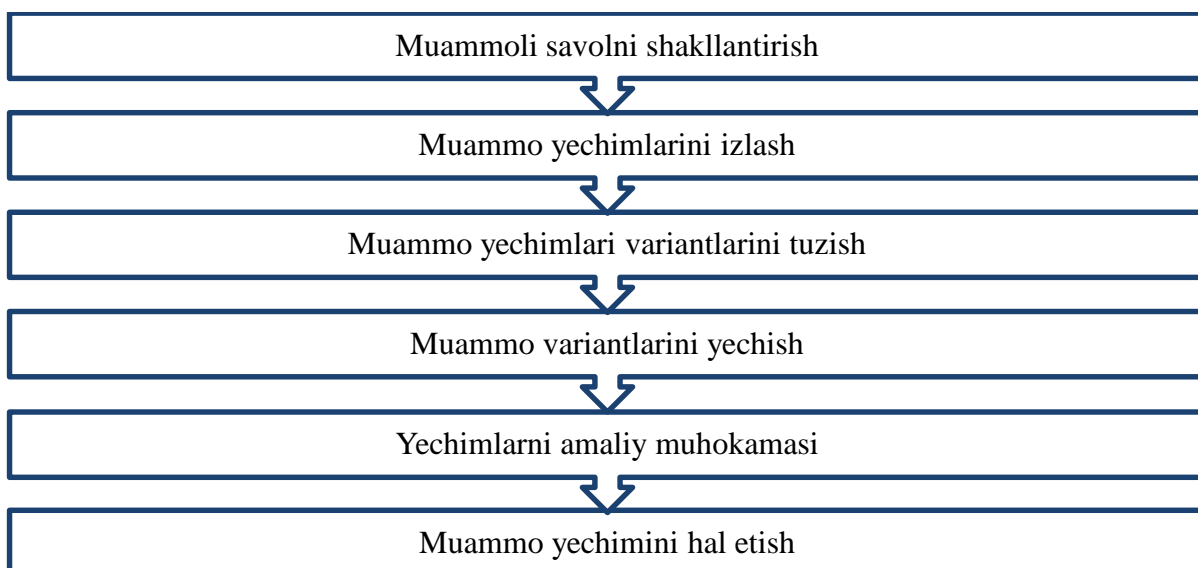 Muammoli savolni shakllantirish
Muammo yechimlarini izlash
Muammo yechimlari variantlarini tuzish
Muammo variantlarini yechish
Yechimlarni amaliy muhokamasi
Muammo yechimini hal etish